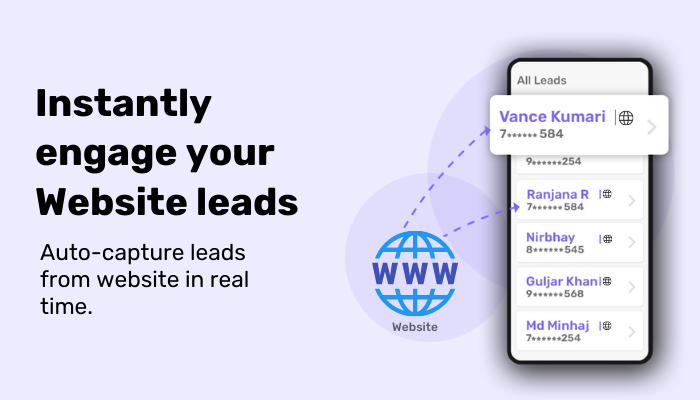 Instantly
engage your
Website leads
Auto-capture leads
from website in real
time.
WWW
Website
All Leads
Vance Kumari
7******584
9******254
Ranjana R
7******584
Nirbhay
8******545
Guljar Khan
9******568
Md Minhaj
7******254